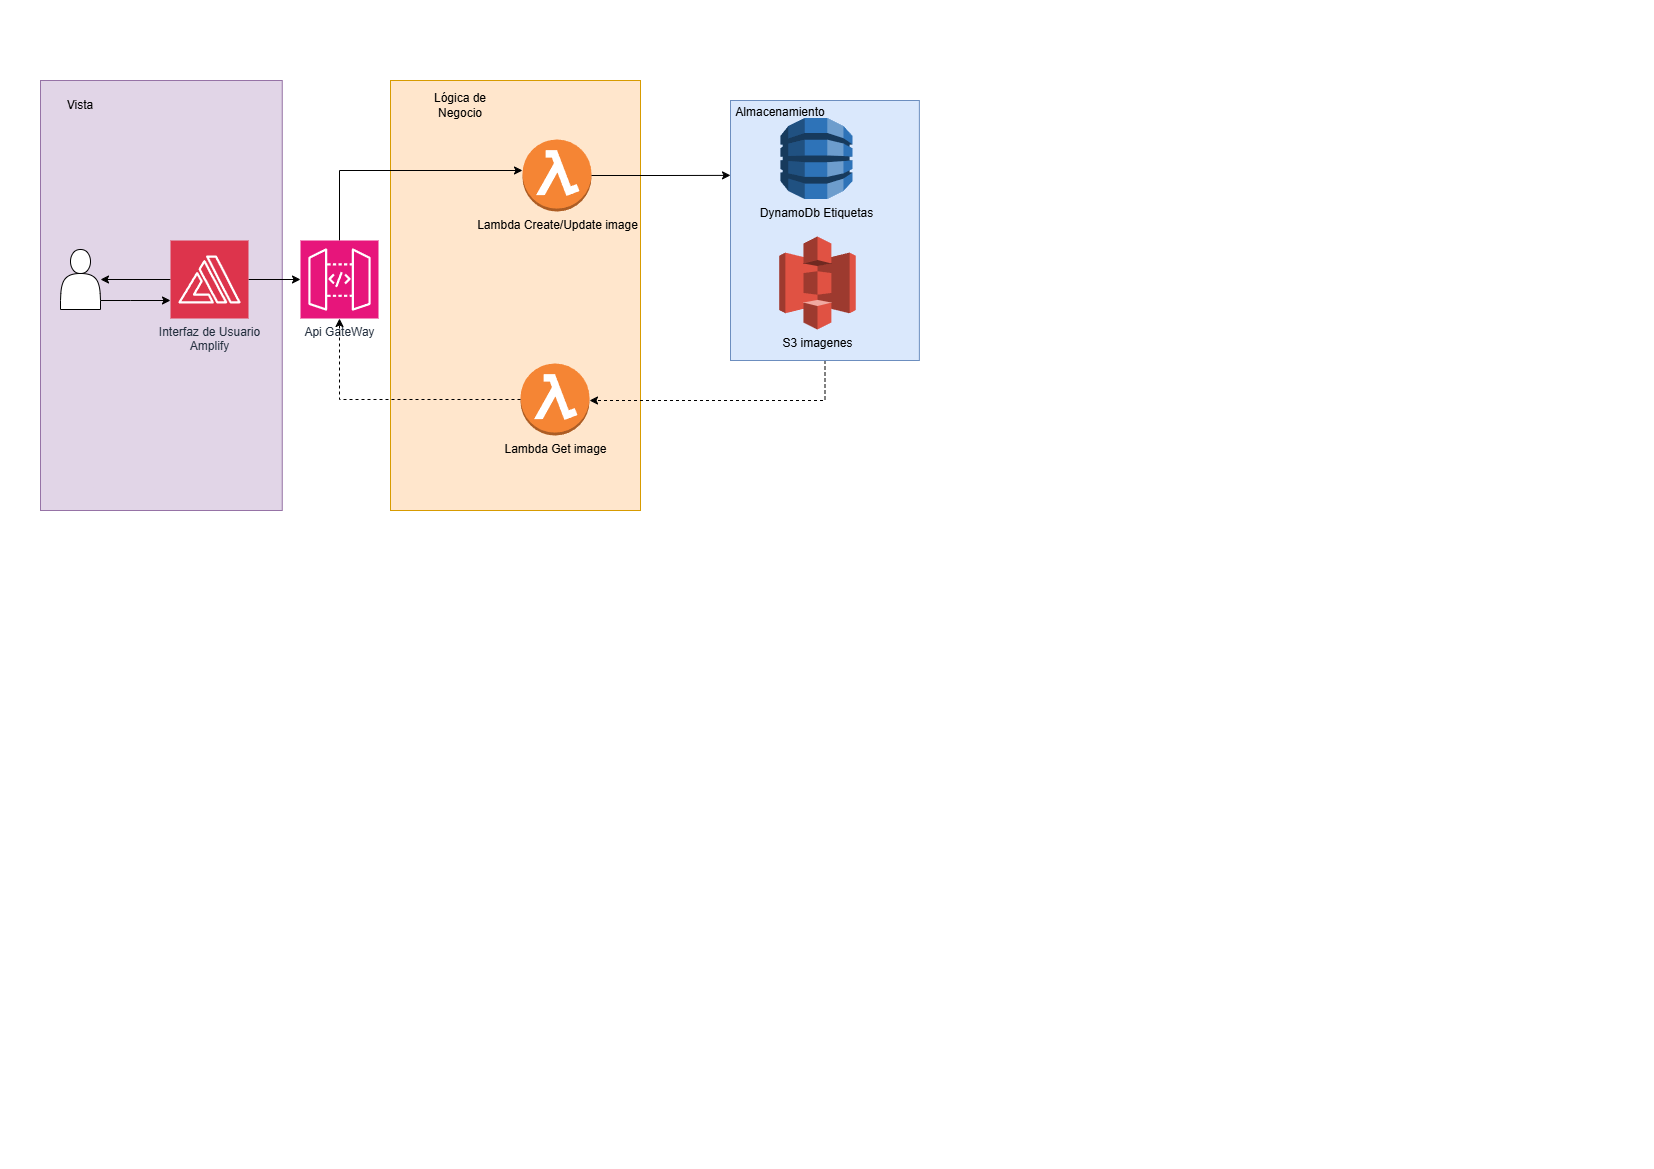 Vista
Lógica de
Negocio
Almacenamiento
DynamoDb Etiquetas
Lambda Create/Update image
</>
Interfaz de Usuario
Amplify
Api GateWay
S3 imagenes
Lambda Get image